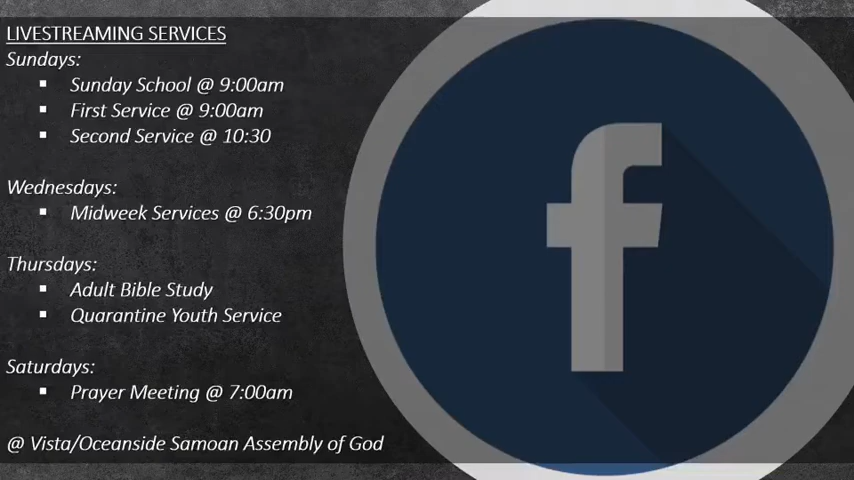 LIVESTREAMING SERVICES
Sundays:
▪ Sunday School @ 9:00am
▪ First Service @ 9:00am
▪ Second Service @ 10:30
Wednesdays:
▪ Midweek Services @ 6:30pm
Thursdays:
▪ Adult Bible Study
▪ Quarantine Youth Service
Saturdays:
▪ Prayer Meeting @ 7:00am
@ Vista/Oceanside Samoan Assembly of God
f